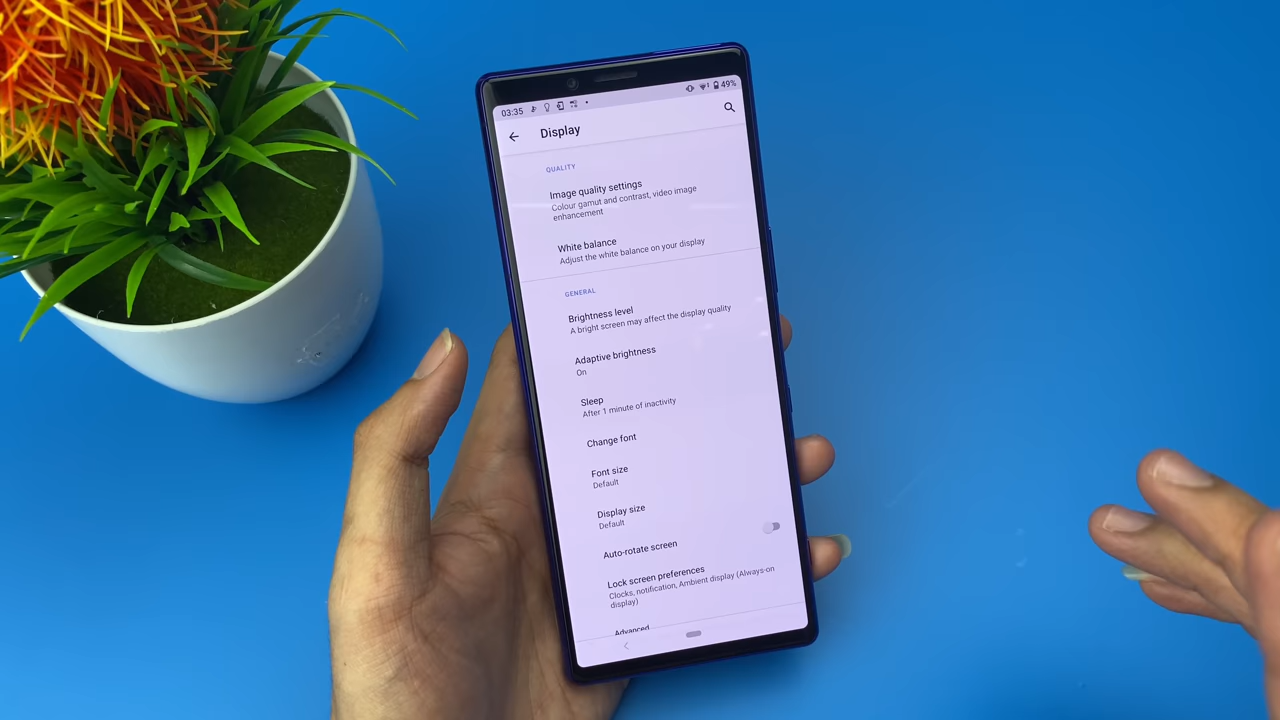 03:35 49%
Display
QUALITY
Image quality settings
Colour gamut and contrast, video image
enhancement
White balance
Adjust the white balance on your display
GENERAL
Brightness level
A bright screen may affect the display quality
Adaptive brightness
On
Sleep
After 1 minute of inactivity
Change font
Font size
Default
Display size
Default
Auto-rotate screen
Lock screen preferences
Clocks, notification, Ambient display (Always-on
display)
Advanced